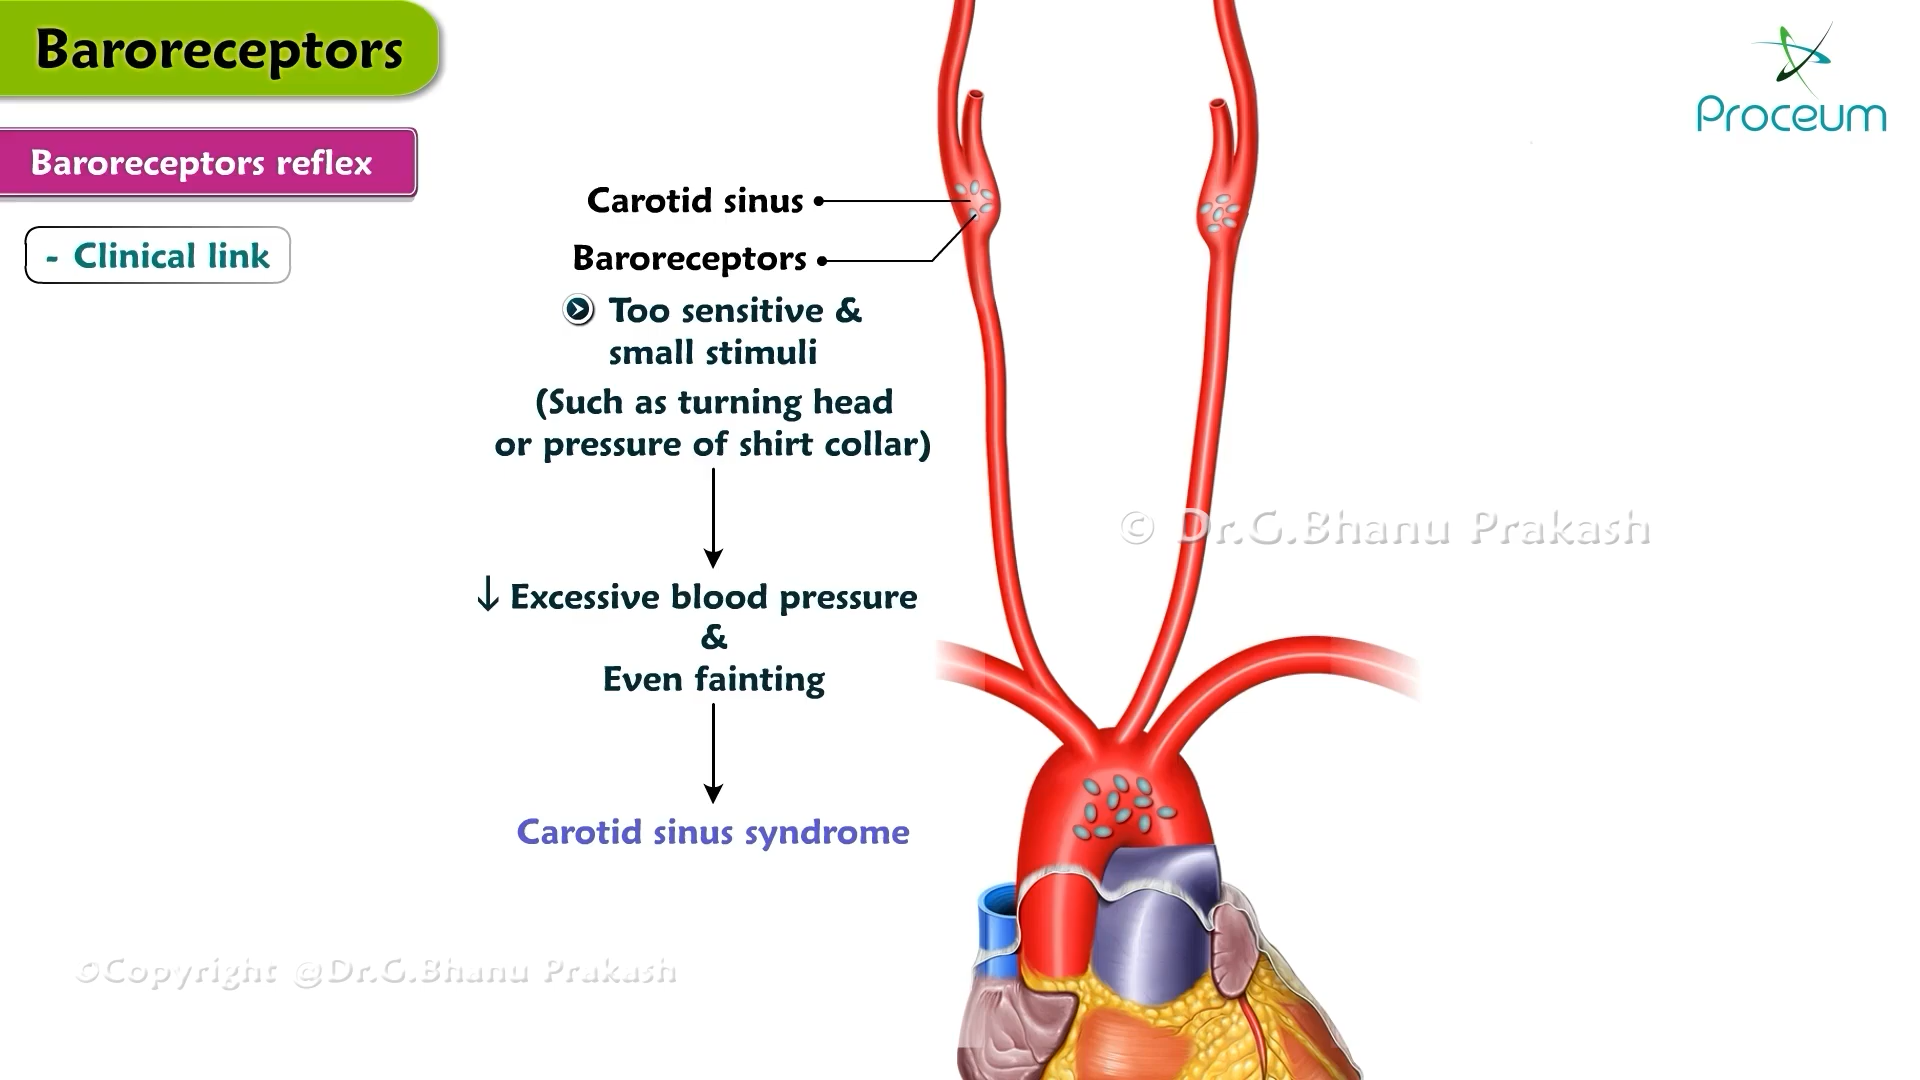 Baroreceptors
Proceum
Baroreceptors reflex
- Clinical link
Carotid sinus
Baroreceptors
Too sensitive &
small stimuli
(Such as turning head
or pressure of shirt collar)
© Dr.G.Bhanu Prakash
↓ Excessive blood pressure
&
Even fainting
Carotid sinus syndrome
©Copyright @Dr.G.Bhanu Prakash